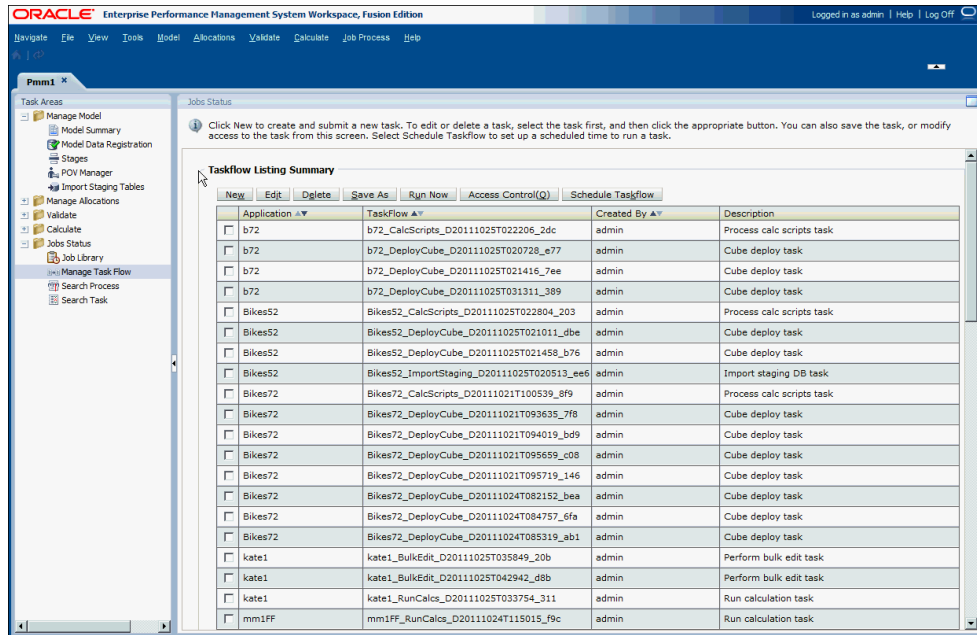 ORACLE Enterprise Performance Management System Workspace, Fusion Edition
Logged in as admin | Help | Log Off
Navigate File View Tools Model Allocations Validate Calculate Job Process Help
Pmm1
Task Areas
Manage Model
Model Summary
Model Data Registration
Stages
POV Manager
Import Staging Tables
Manage Allocations
Validate
Calculate
Jobs Status
Job Library
Manage Task Flow
Search Process
Search Task
Jobs Status
Click New to create and submit a new task. To edit or delete a task, select the task first, and then click the appropriate button. You can also save the task, or modify
access to the task from this screen. Select Schedule Taskflow to set up a scheduled time to run a task.
Taskflow Listing Summary
New Edit Delete Save As Run Now Access Control(Q) Schedule Taskflow
Application TaskFlow Created By Description
b72 b72_CalcScripts_D20111025T022206_2dc admin Process calc scripts task
b72 b72_DeployCube_D20111025T020728_e77 admin Cube deploy task
b72 b72_DeployCube_D20111025T021416_7ee admin Cube deploy task
b72 b72_DeployCube_D20111025T031311_389 admin Cube deploy task
Bikes52 Bikes52_CalcScripts_D20111025T022804_203 admin Process calc scripts task
Bikes52 Bikes52_DeployCube_D20111025T021011_dbe admin Cube deploy task
Bikes52 Bikes52_DeployCube_D20111025T021458_b76 admin Cube deploy task
Bikes52 Bikes52_ImportStaging_D20111025T020513_ee6 admin Import staging DB task
Bikes72 Bikes72_CalcScripts_D20111021T100539_8f9 admin Process calc scripts task
Bikes72 Bikes72_DeployCube_D20111021T093635_7f8 admin Cube deploy task
Bikes72 Bikes72_DeployCube_D20111021T094019_bd9 admin Cube deploy task
Bikes72 Bikes72_DeployCube_D20111021T095659_c08 admin Cube deploy task
Bikes72 Bikes72_DeployCube_D20111021T095719_146 admin Cube deploy task
Bikes72 Bikes72_DeployCube_D20111024T082152_bea admin Cube deploy task
Bikes72 Bikes72_DeployCube_D20111024T084757_6fa admin Cube deploy task
Bikes72 Bikes72_DeployCube_D20111024T085319_ab1 admin Cube deploy task
kate1 kate1_BulkEdit_D20111025T035849_20b admin Perform bulk edit task
kate1 kate1_BulkEdit_D20111025T042942_d8b admin Perform bulk edit task
kate1 kate1_RunCalcs_D20111025T033754_311 admin Run calculation task
mm1FF mm1FF_RunCalcs_D20111024T115015_f9c admin Run calculation task